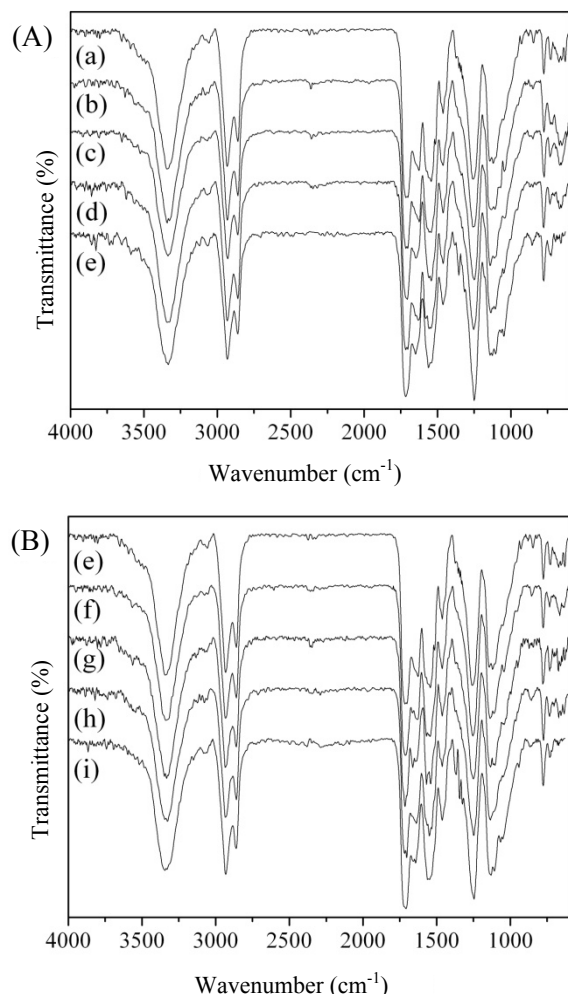 (A)
(a)
(b)
(c)
(d)
(e)
Transmittance (%)
4000 3500 3000 2500 2000 1500 1000
Wavenumber (cm⁻¹)
(B)
(e)
(f)
(g)
(h)
(i)
Transmittance (%)
4000 3500 3000 2500 2000 1500 1000
Wavenumber (cm⁻¹)